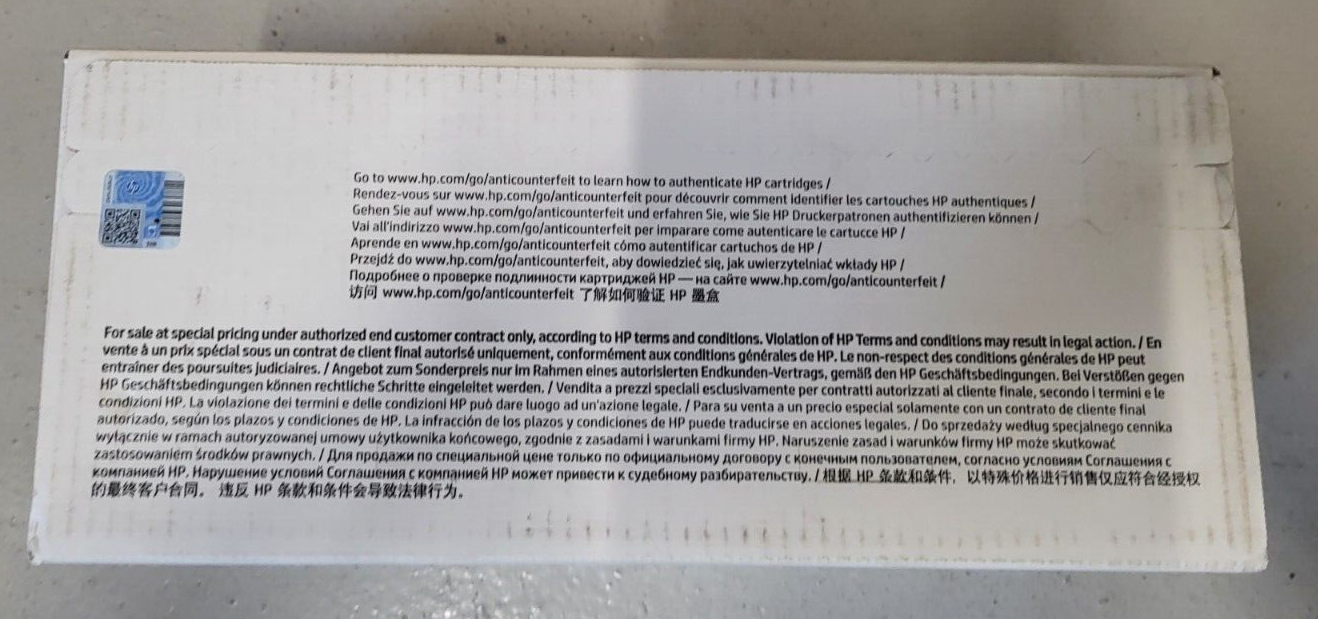 Go to www.hp.com/go/anticounterfeit to learn how to authenticate HP cartridges /
Rendez-vous sur www.hp.com/go/anticounterfeit pour découvrir comment identifier les cartouches HP authentiques /
Gehen Sie auf www.hp.com/go/anticounterfeit und erfahren Sie, wie Sie HP Druckerpatronen authentifizieren können /
Vai all'indirizzo www.hp.com/go/anticounterfeit per imparare come autenticare le cartucce HP /
Aprende en www.hp.com/go/anticounterfeit cómo autentificar cartuchos de HP /
Przejdź do www.hp.com/go/anticounterfeit, aby dowiedzieć się, jak uwierzytelniać wkłady HP /
Подробнее о проверке подлинности картриджей HP — на сайте www.hp.com/go/anticounterfeit /
访问 www.hp.com/go/anticounterfeit 了解如何验证 HP 墨盒
For sale at special pricing under authorized end customer contract only, according to HP terms and conditions. Violation of HP Terms and conditions may result in legal action. / En
vente à un prix spécial sous un contrat de client final autorisé uniquement, conformément aux conditions générales de HP. Le non-respect des conditions générales de HP peut
entraîner des poursuites judiciaires. / Angebot zum Sonderpreis nur im Rahmen eines autorisierten Endkunden-Vertrags, gemäß den HP Geschäftsbedingungen. Bei Verstößen gegen
HP Geschäftsbedingungen können rechtliche Schritte eingeleitet werden. / Vendita a prezzi speciali esclusivamente per contratti autorizzati al cliente finale, secondo i termini e le
condizioni HP. La violazione dei termini e delle condizioni HP può dare luogo ad un'azione legale. / Para su venta a un precio especial solamente con un contrato de cliente final
autorizado, según los plazos y condiciones de HP. La infracción de los plazos y condiciones de HP puede traducirse en acciones legales. / Do sprzedaży według specjalnego cennika
wyłącznie w ramach autoryzowanej umowy użytkownika końcowego, zgodnie z zasadami i warunkami firmy HP. Naruszenie zasad i warunków firmy HP może skutkować
zastosowaniem środków prawnych. / Для продажи по специальной цене только по официальному договору с конечным пользователем, согласно условиям Соглашения с
компанией HP. Нарушение условий Соглашения с компанией HP может привести к судебному разбирательству. / 根据 HP 条款和条件，以特殊价格进行销售仅应符合经授权
的最终客户合同。 违反 HP 条款和条件会导致法律行为。